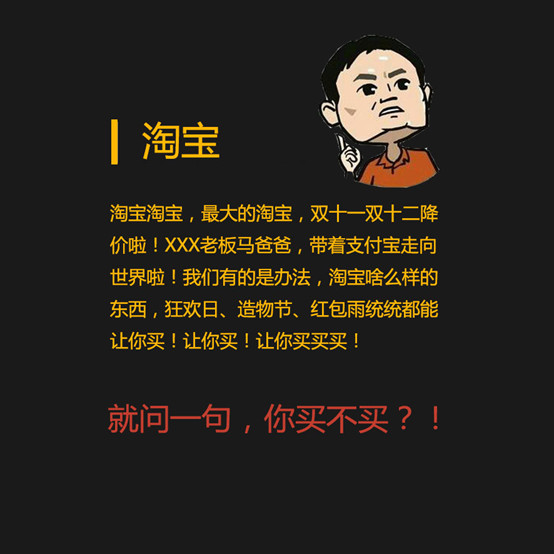 淘宝
淘宝淘宝，最大的淘宝，双十一双十二降
价啦！XXX老板马爸爸，带着支付宝走向
世界啦！我们有的是办法，淘宝啥么样的
东西，狂欢日、造物节、红包雨统统都能
让你买！让你买！让你买买买！
就问一句，你买不买？！